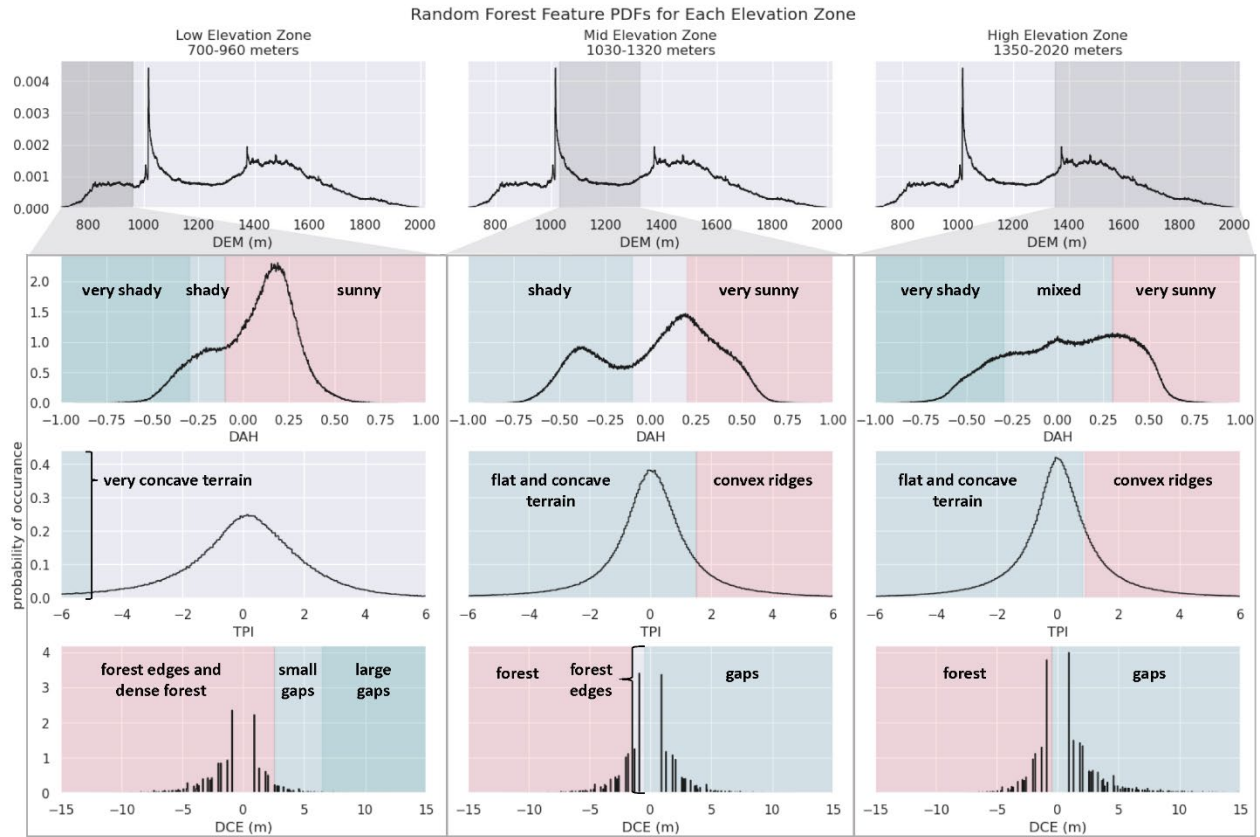 Random Forest Feature PDFs for Each Elevation Zone
Low Elevation Zone
700-960 meters
Mid Elevation Zone
1030-1320 meters
High Elevation Zone
1350-2020 meters
0.004
0.003
0.002
0.001
0.000
800 1000 1200 1400 1600 1800 2000
DEM (m)
800 1000 1200 1400 1600 1800 2000
DEM (m)
800 1000 1200 1400 1600 1800 2000
DEM (m)
probability of occurance
2.0
1.5
1.0
0.5
0.0
very shady shady sunny
−1.00 −0.75 −0.50 −0.25 0.00 0.25 0.50 0.75 1.00
DAH
shady very sunny
−1.00 −0.75 −0.50 −0.25 0.00 0.25 0.50 0.75 1.00
DAH
very shady mixed very sunny
−1.00 −0.75 −0.50 −0.25 0.00 0.25 0.50 0.75 1.00
DAH
0.4
0.3
0.2
0.1
0.0
very concave terrain
−6 −4 −2 0 2 4 6
TPI
flat and concave
terrain
convex ridges
−6 −4 −2 0 2 4 6
TPI
flat and concave
terrain
convex ridges
−6 −4 −2 0 2 4 6
TPI
4
3
2
1
0
forest edges and
dense forest
small
gaps
large
gaps
−15 −10 −5 0 5 10 15
DCE (m)
forest
forest
edges
gaps
−15 −10 −5 0 5 10 15
DCE (m)
forest
gaps
−15 −10 −5 0 5 10 15
DCE (m)